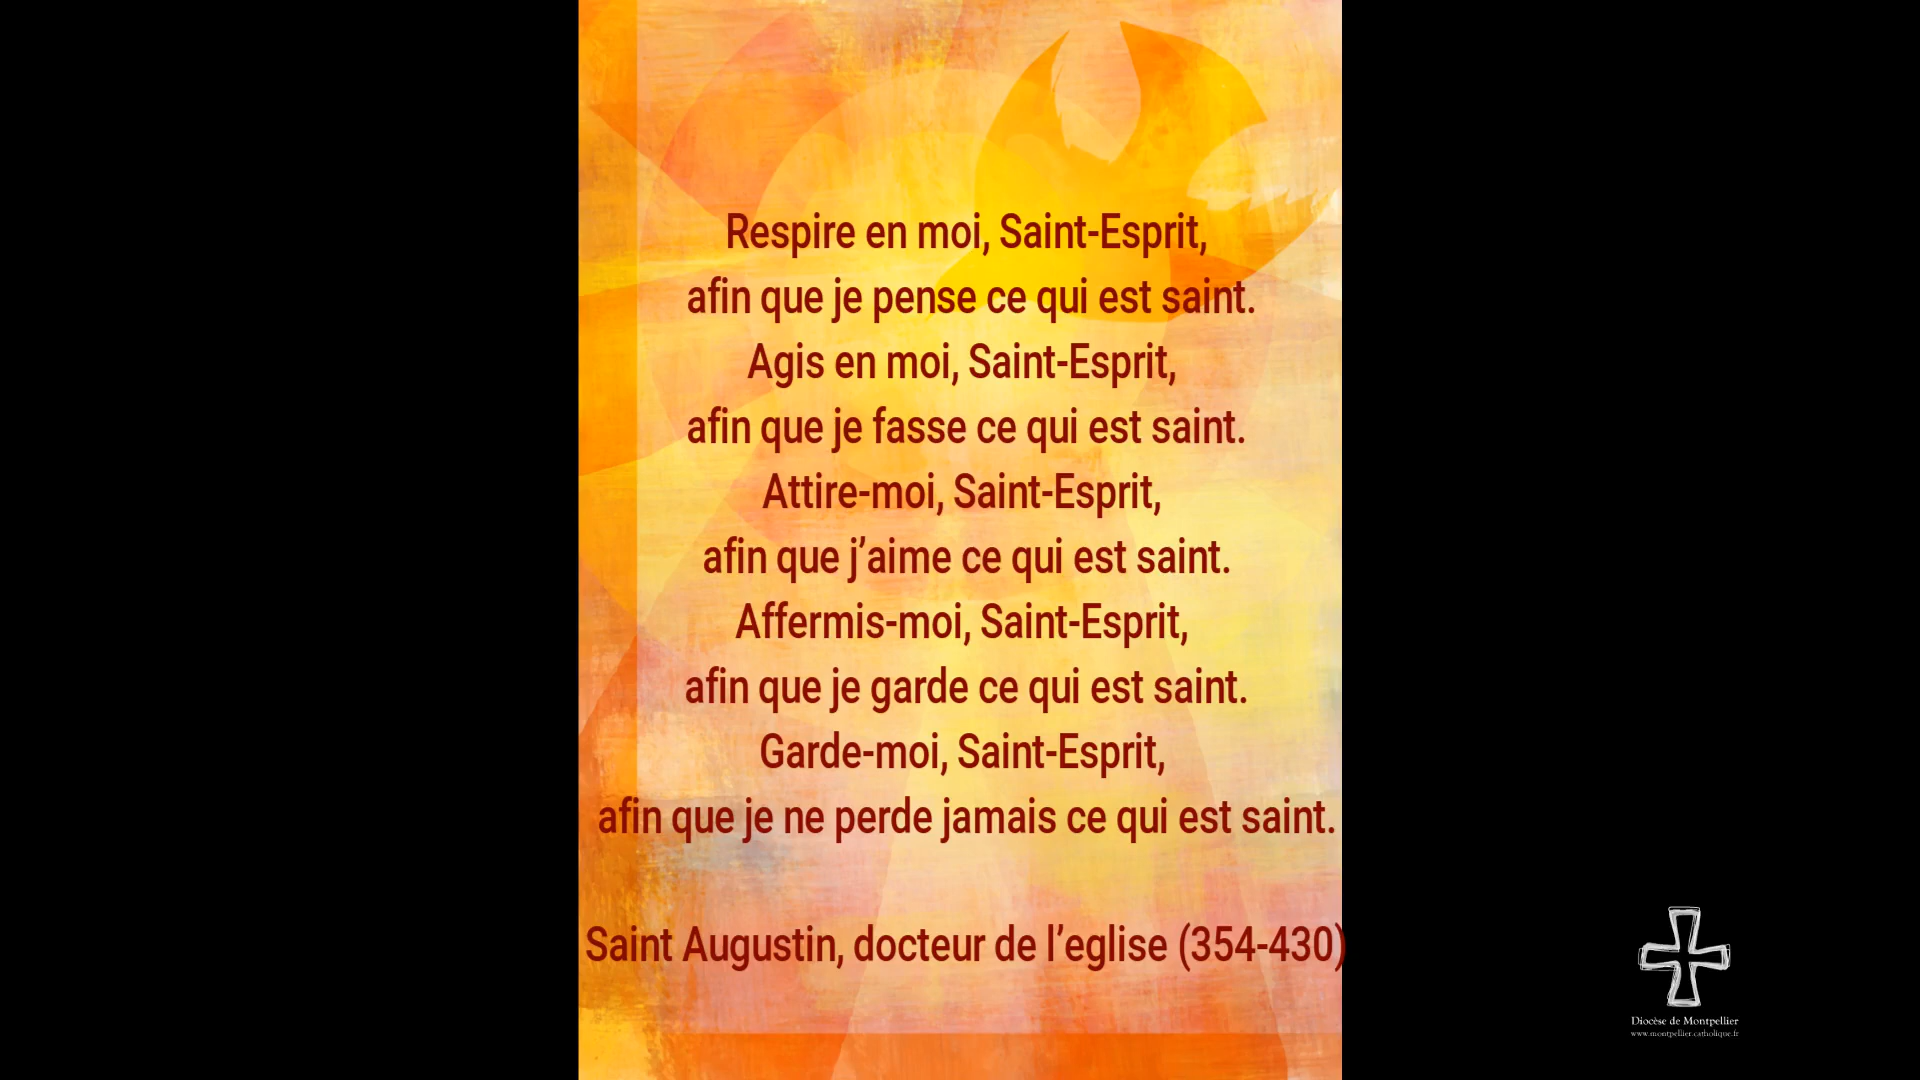 Respire en moi, Saint-Esprit,
afin que je pense ce qui est saint.
Agis en moi, Saint-Esprit,
afin que je fasse ce qui est saint.
Attire-moi, Saint-Esprit,
afin que j’aime ce qui est saint.
Affermis-moi, Saint-Esprit,
afin que je garde ce qui est saint.
Garde-moi, Saint-Esprit,
afin que je ne perde jamais ce qui est saint.
Saint Augustin, docteur de l’eglise (354-430)
Diocèse de Montpellier
www.montpellier.catholique.fr